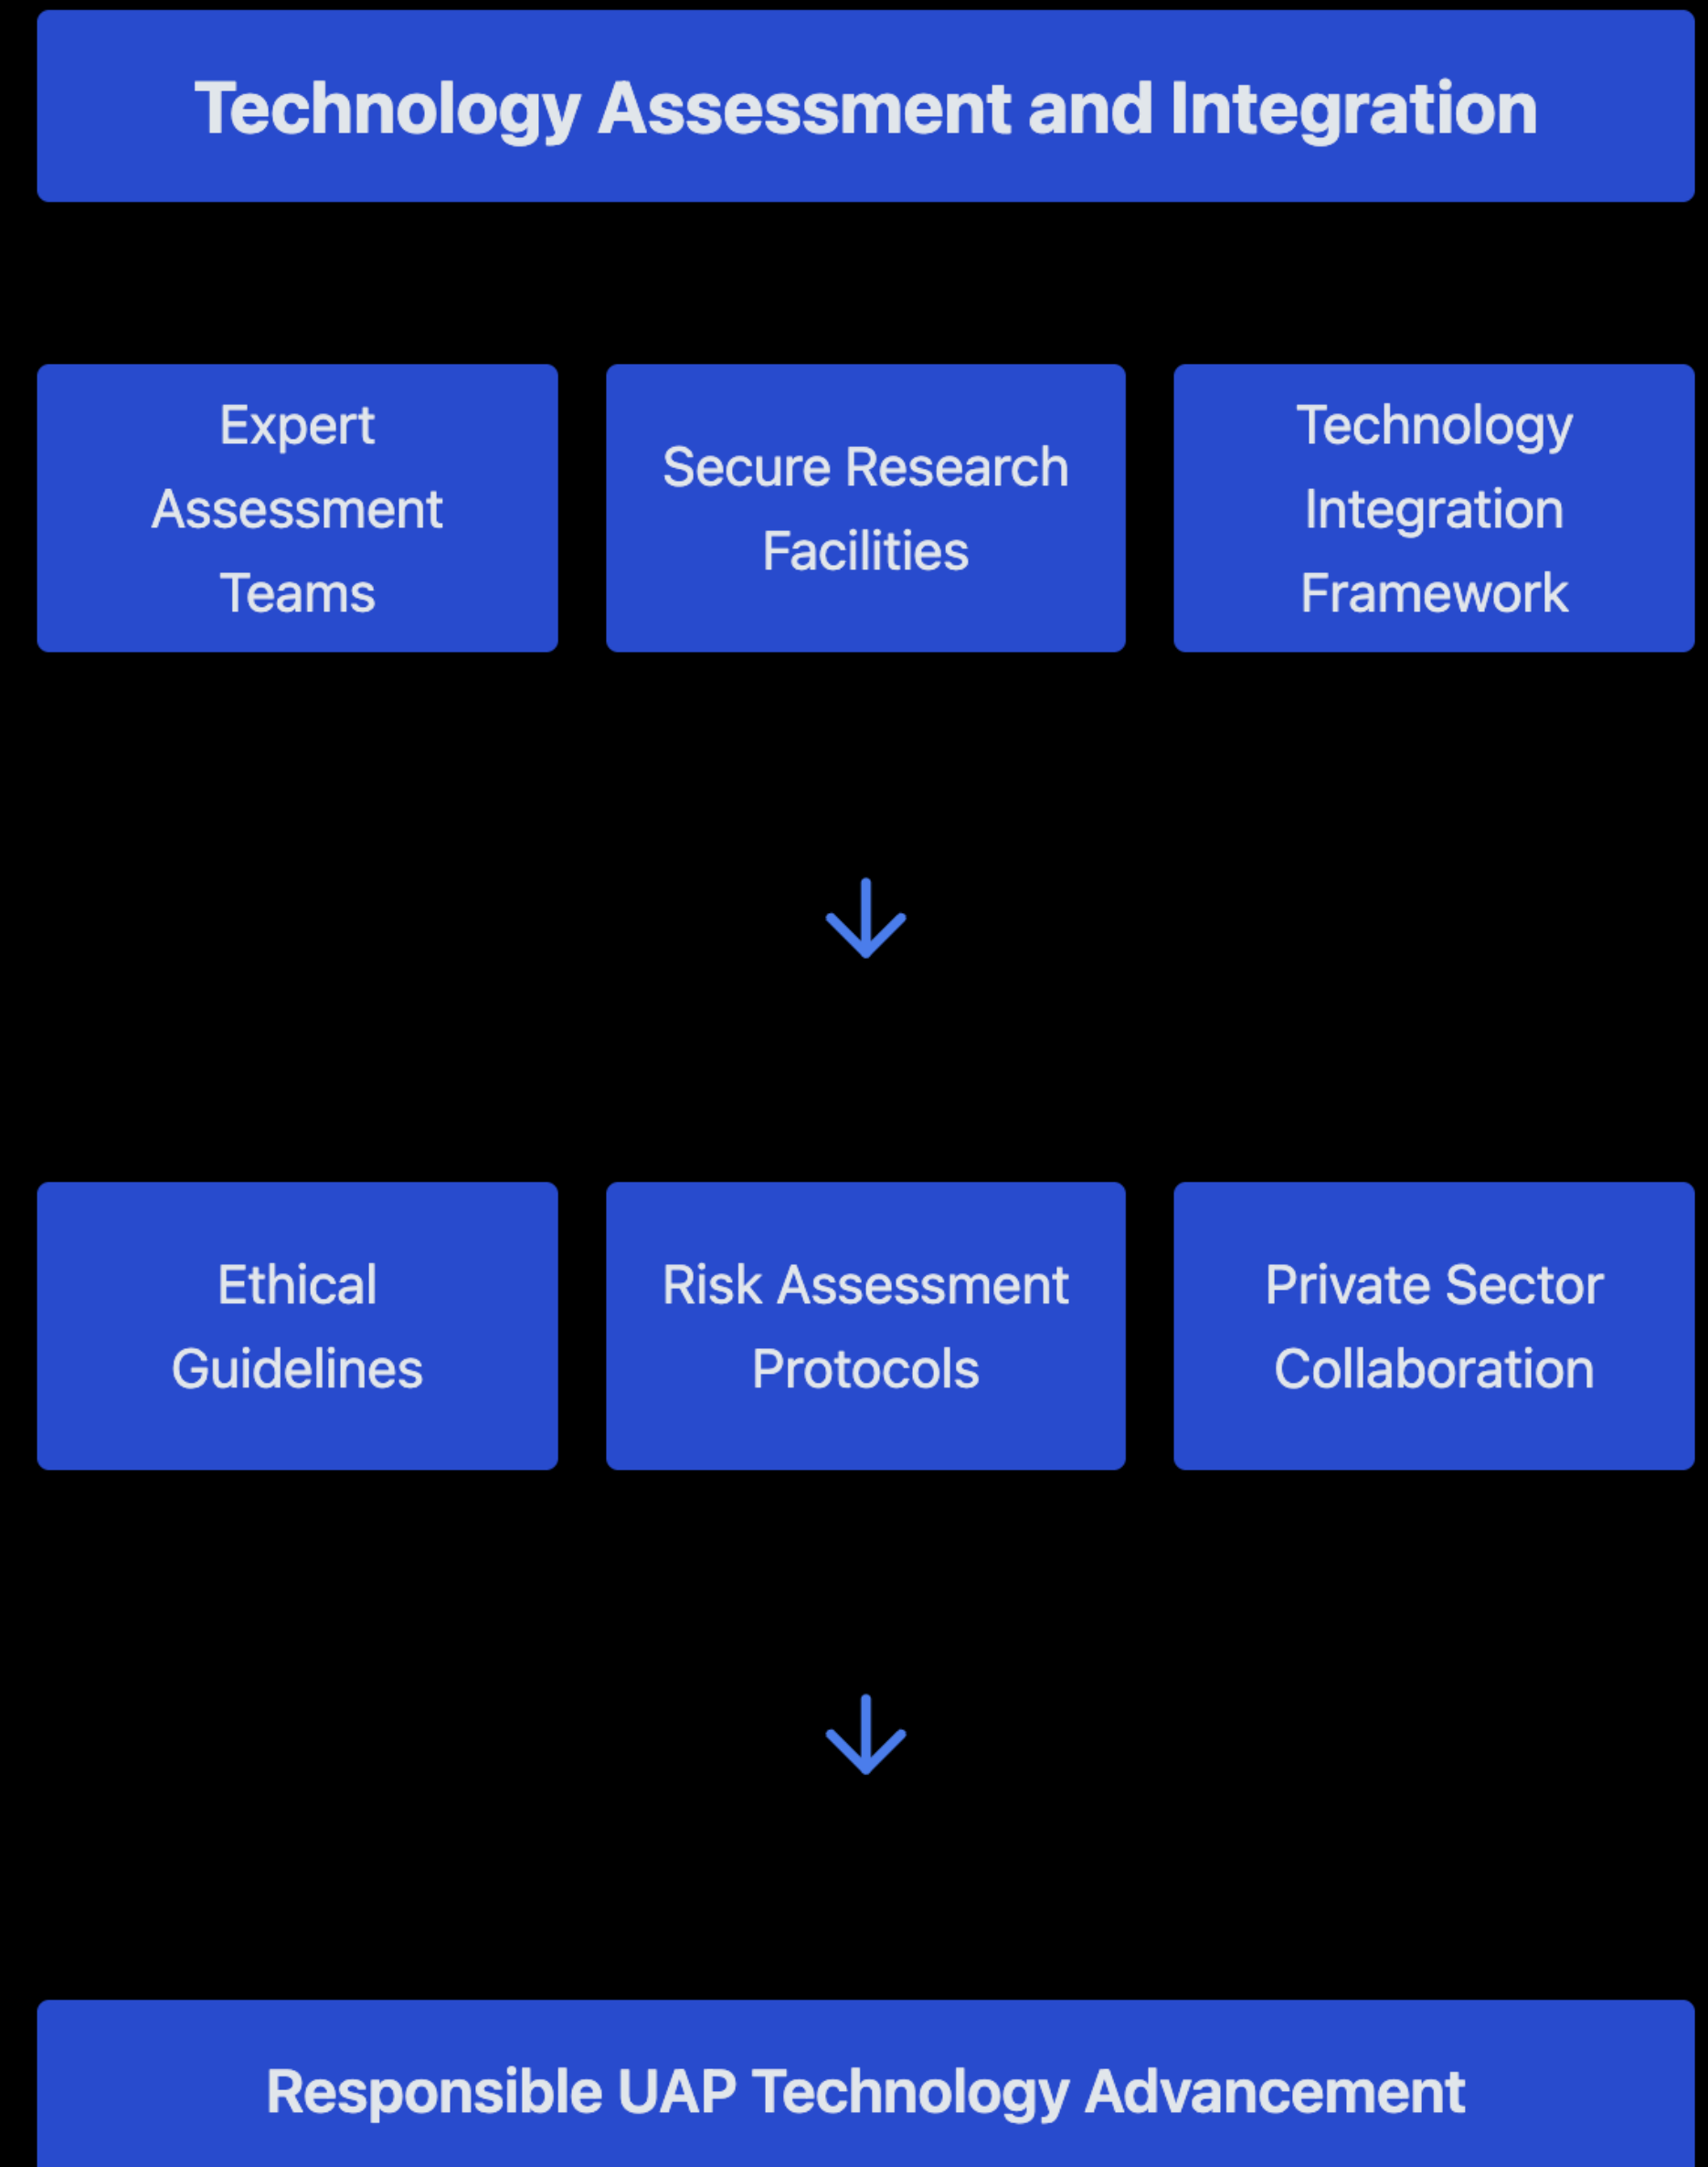 Technology Assessment and Integration
Expert
Assessment
Teams
Secure Research
Facilities
Technology
Integration
Framework
Ethical
Guidelines
Risk Assessment
Protocols
Private Sector
Collaboration
Responsible UAP Technology Advancement